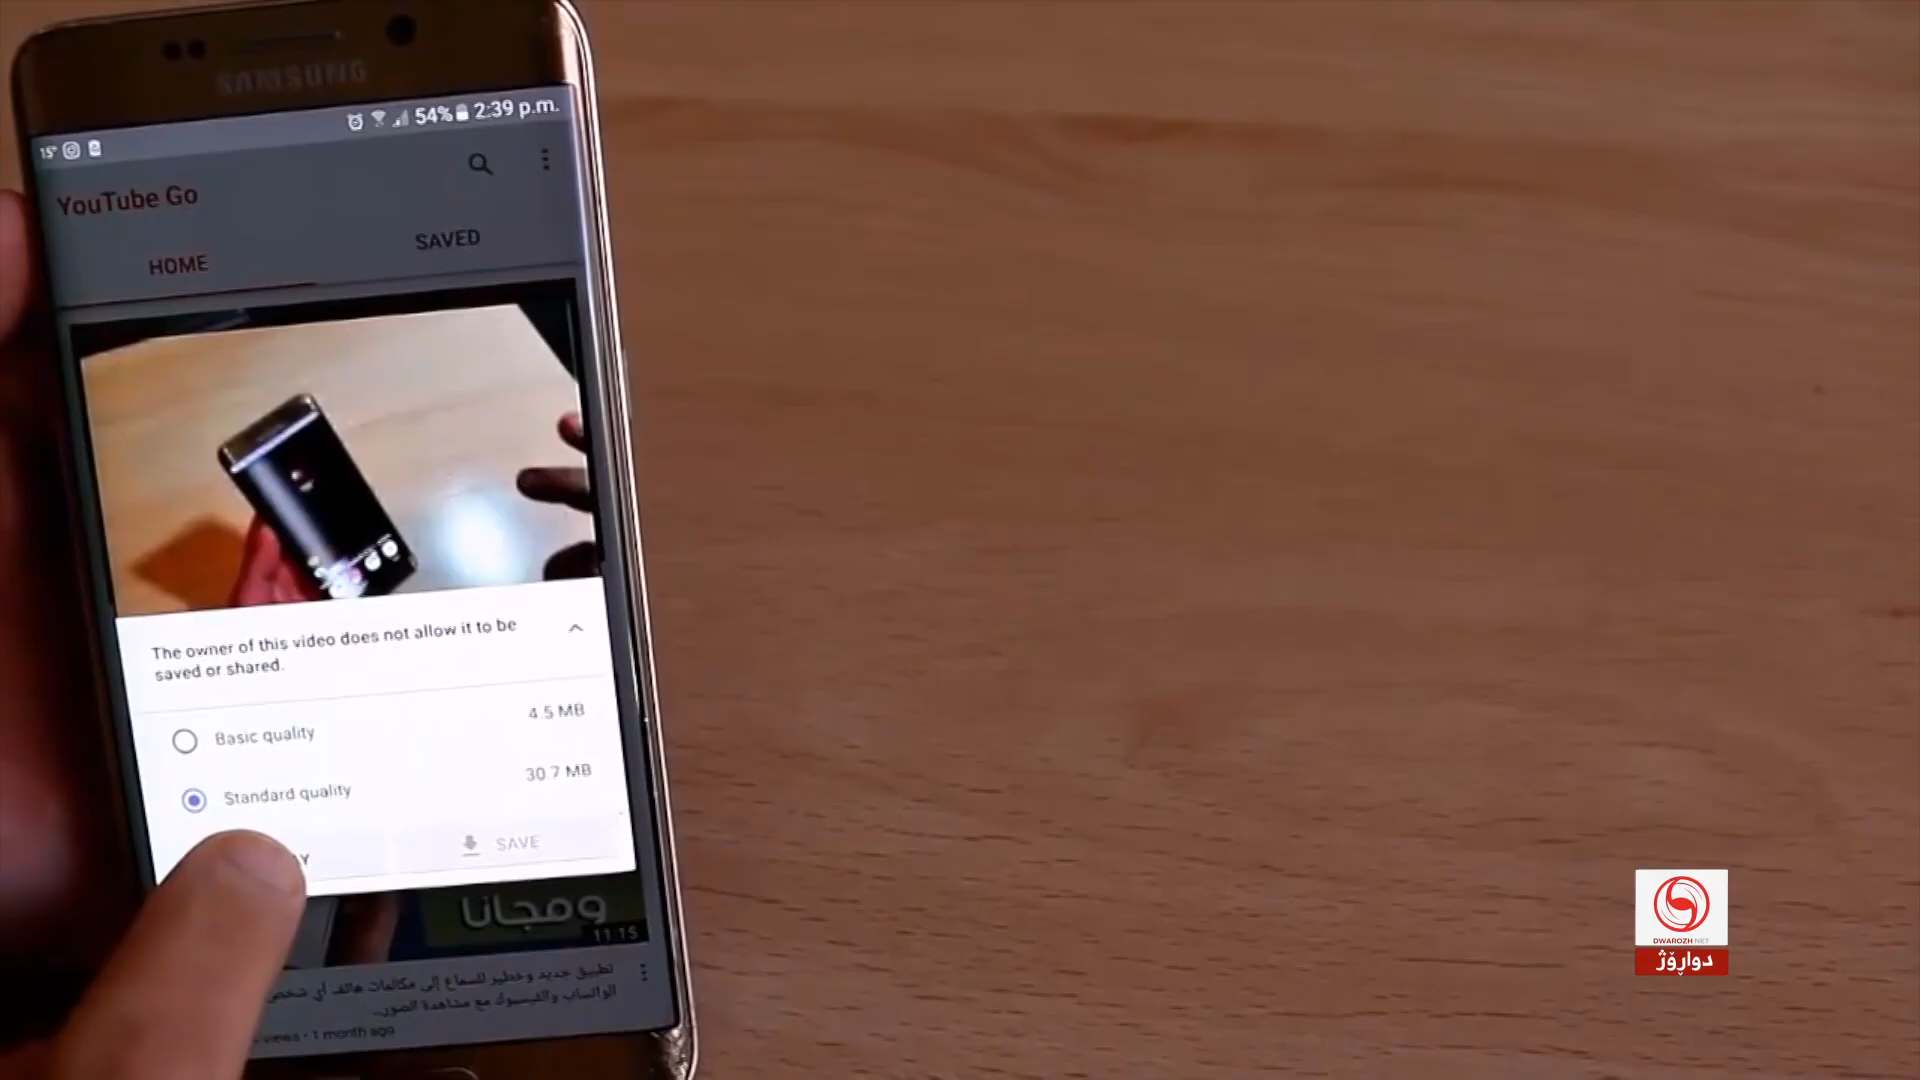 SAMSUNG
15° 54% 2:39 p.m.
YouTube Go
HOME
SAVED
The owner of this video does not allow it to be
saved or shared.
Basic quality 4.5 MB
Standard quality 30.7 MB
SAVE
ومجانا
11:15
تطبيق جديد وخطير للسماع إلى مكالمات هاتف أي شخص
الواتساب والفيسبوك مع مشاهدة الصور..
views • 1 month ago
DWAROZH.NET
دواڕۆژ